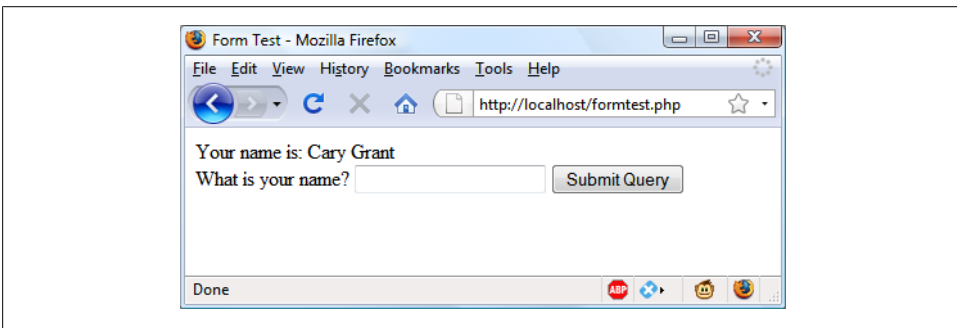 Form Test - Mozilla Firefox
File Edit View History Bookmarks Tools Help
http://localhost/formtest.php
Your name is: Cary Grant
What is your name? Submit Query
Done
ABP